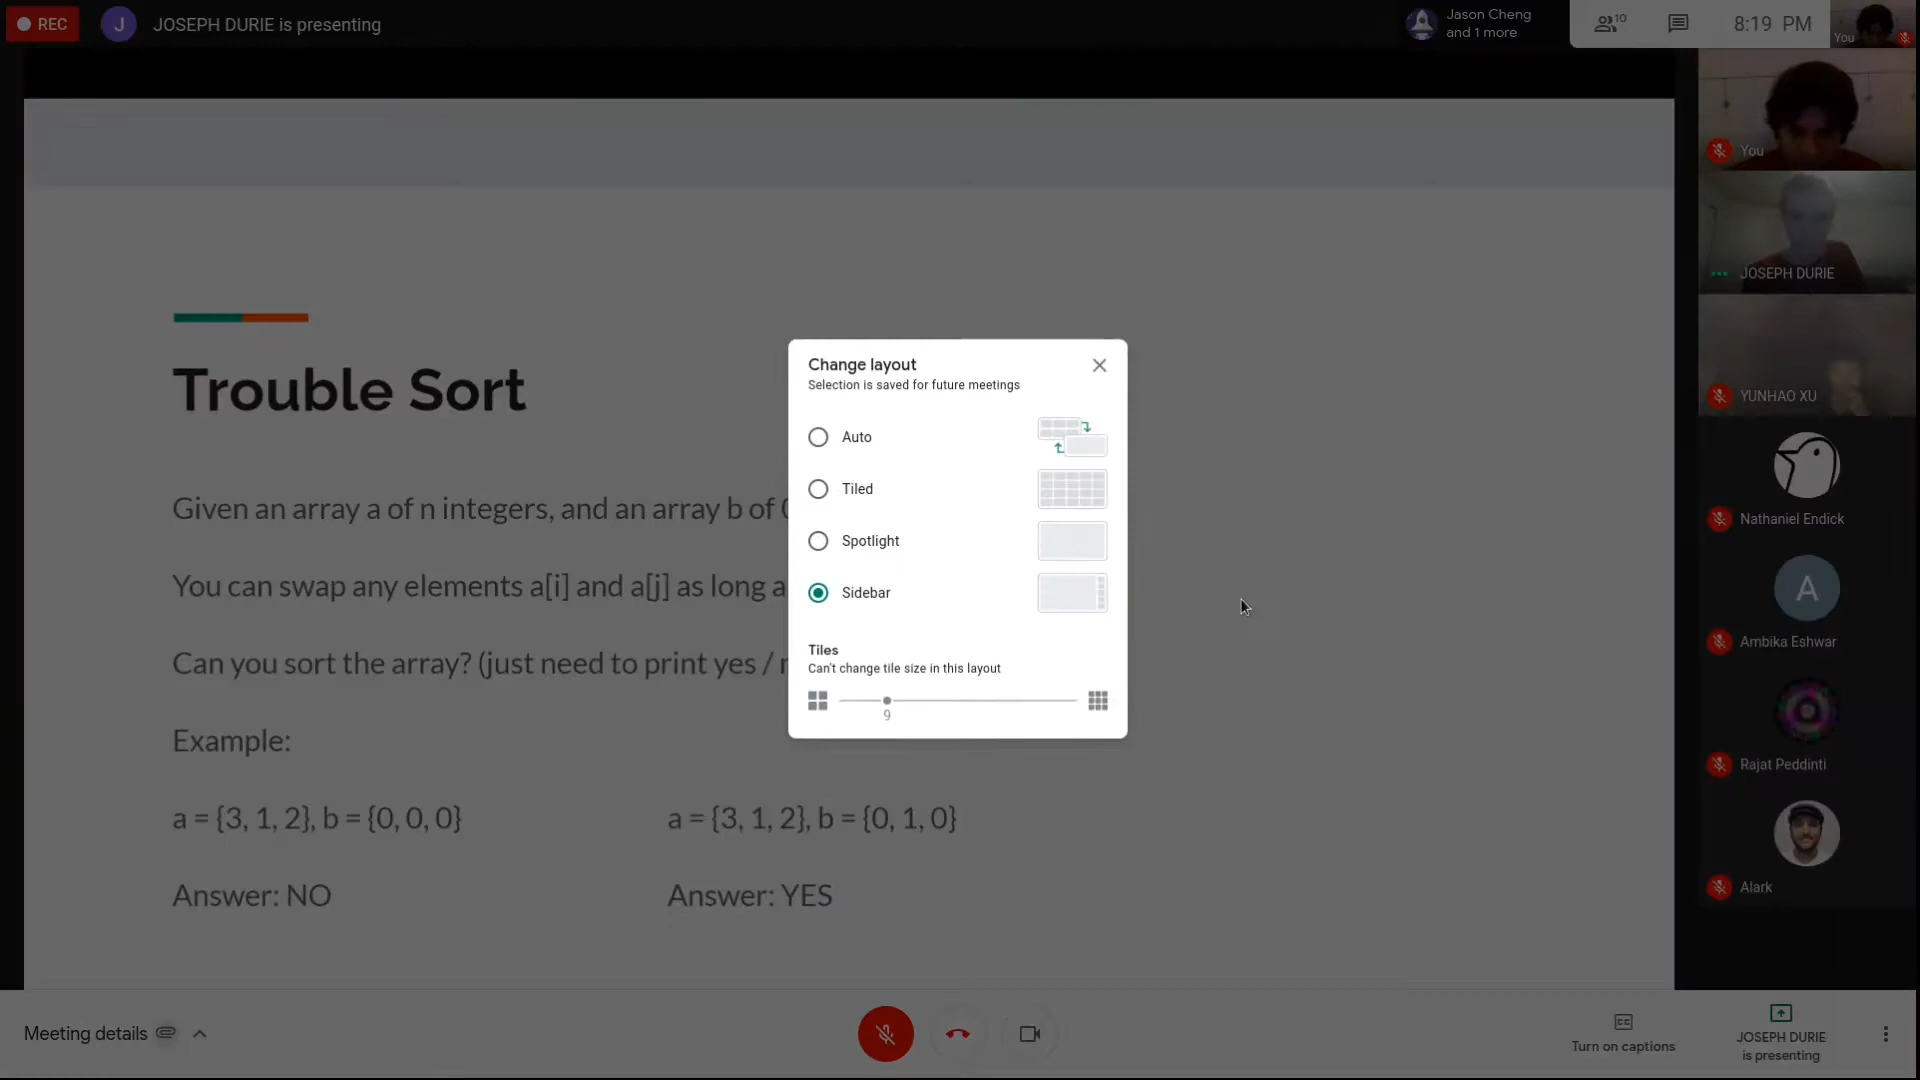 REC
J
JOSEPH DURIE is presenting
Jason Cheng
and 1 more
10
8:19 PM
You
You
JOSEPH DURIE
YUNHAO XU
Nathaniel Endick
A
Ambika Eshwar
Rajat Peddinti
Alark
Trouble Sort
Given an array a of n integers, and an array b of
You can swap any elements a[i] and a[j] as long a
Can you sort the array? (just need to print yes /
Example:
a = {3, 1, 2}, b = {0, 0, 0}
a = {3, 1, 2}, b = {0, 1, 0}
Answer: NO
Answer: YES
Change layout
Selection is saved for future meetings
Auto
Tiled
Spotlight
Sidebar
Tiles
Can't change tile size in this layout
9
Meeting details
CC
Turn on captions
JOSEPH DURIE
is presenting